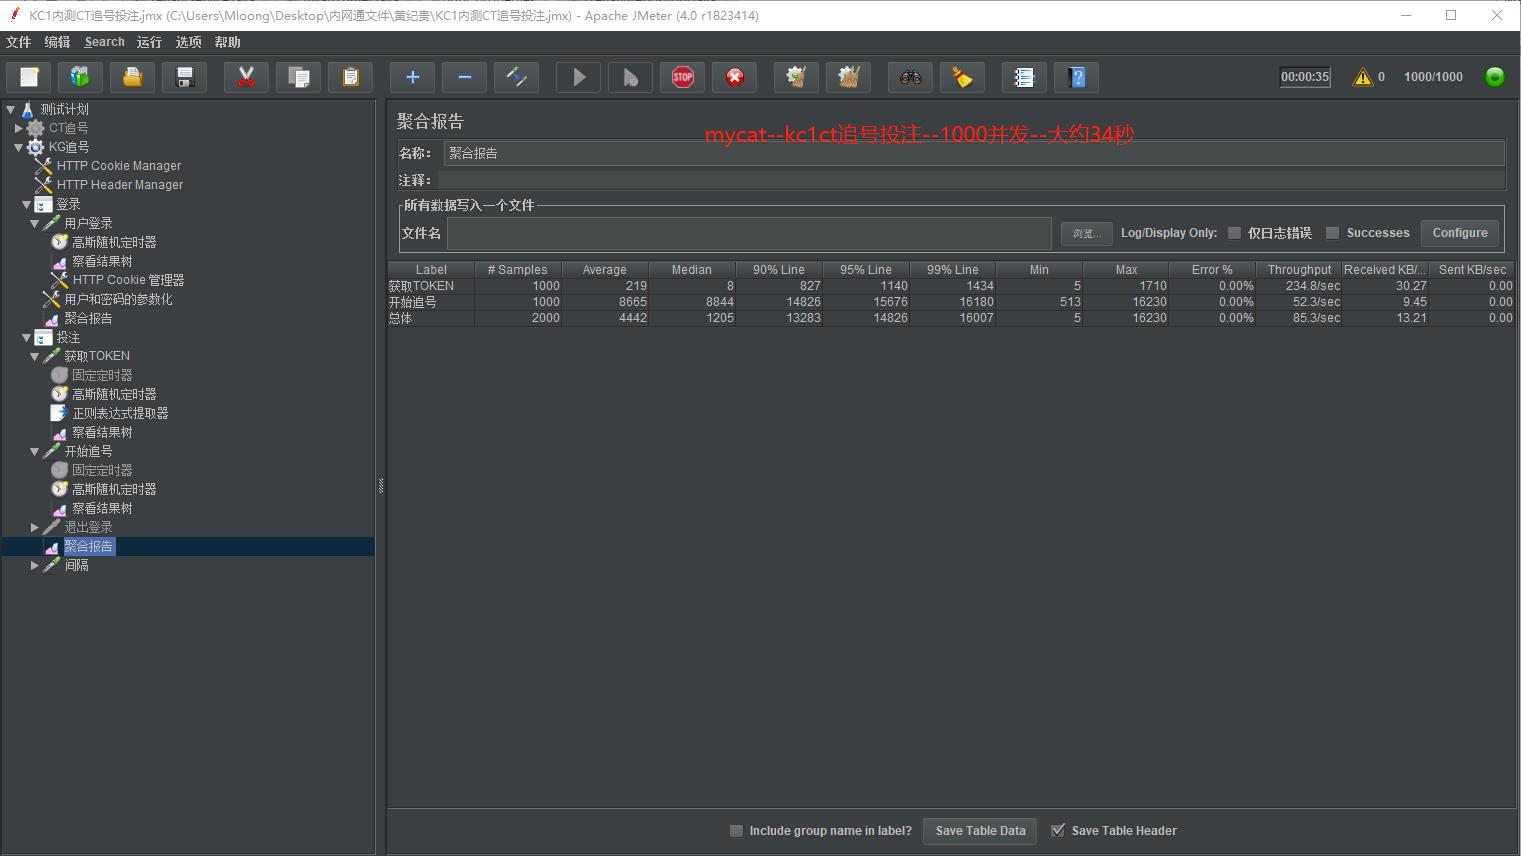 KC1内测CT追号投注.jmx (C:\Users\Mloong\Desktop\内网通文件\黄纪贵\KC1内测CT追号投注.jmx) - Apache JMeter (4.0 r1823414)
文件 编辑 Search 运行 选项 帮助
STOP 00:00:35 0 1000/1000
测试计划
CT追号
KG追号
HTTP Cookie Manager
HTTP Header Manager
登录
用户登录
高斯随机定时器
察看结果树
HTTP Cookie 管理器
用户和密码的参数化
聚合报告
投注
获取TOKEN
固定定时器
高斯随机定时器
正则表达式提取器
察看结果树
开始追号
固定定时器
高斯随机定时器
察看结果树
退出登录
聚合报告
间隔
聚合报告
mycat--kc1ct追号投注--1000并发--大约34秒
名称： 聚合报告
注释：
所有数据写入一个文件
文件名 浏览... Log/Display Only: 仅日志错误 Successes Configure
Label # Samples Average Median 90% Line 95% Line 99% Line Min Max Error % Throughput Received KB/... Sent KB/sec
获取TOKEN 1000 219 8 827 1140 1434 5 1710 0.00% 234.8/sec 30.27 0.00
开始追号 1000 8665 8844 14826 15676 16180 513 16230 0.00% 52.3/sec 9.45 0.00
总体 2000 4442 1205 13283 14826 16007 5 16230 0.00% 85.3/sec 13.21 0.00
Include group name in label? Save Table Data Save Table Header